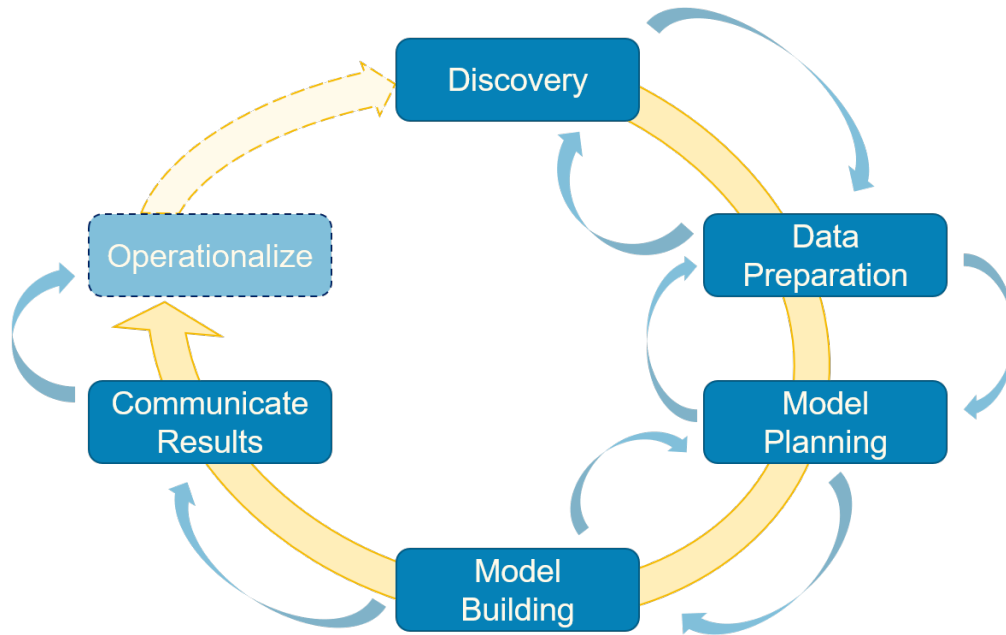 Discovery
Data
Preparation
Model
Planning
Model
Building
Communicate
Results
Operationalize